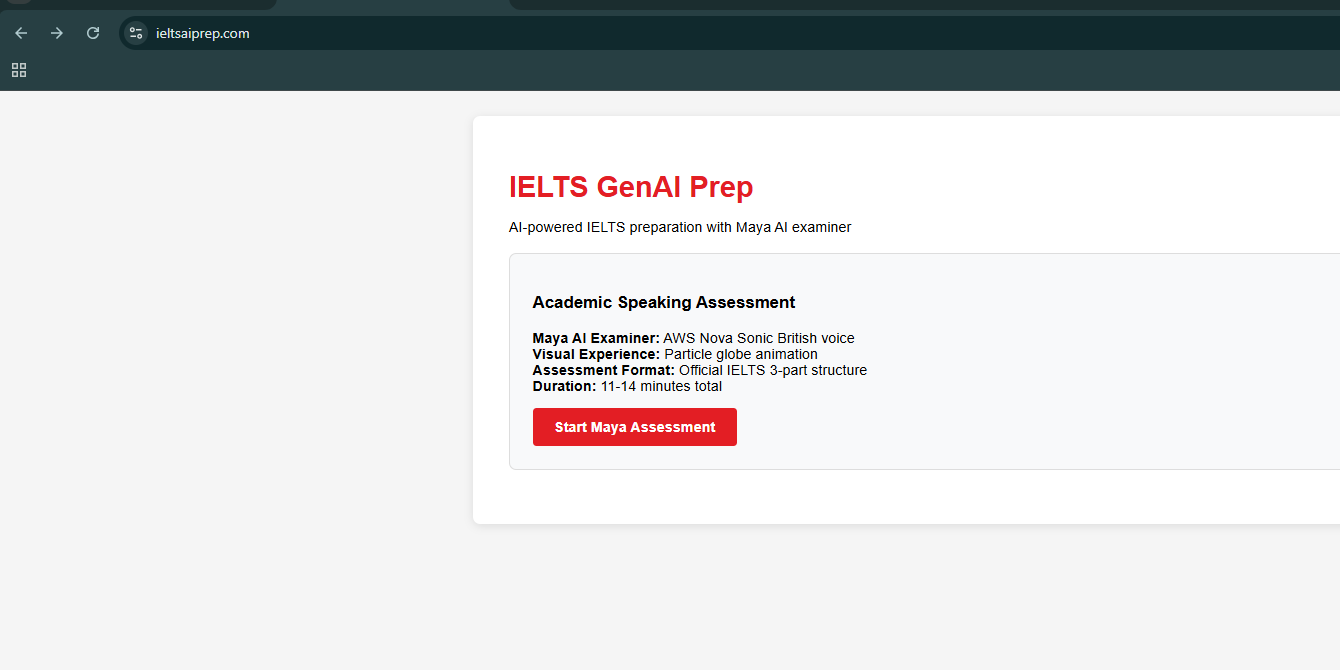 ieltsaiprep.com
IELTS GenAI Prep
AI-powered IELTS preparation with Maya AI examiner
Academic Speaking Assessment
Maya AI Examiner: AWS Nova Sonic British voice
Visual Experience: Particle globe animation
Assessment Format: Official IELTS 3-part structure
Duration: 11-14 minutes total
Start Maya Assessment